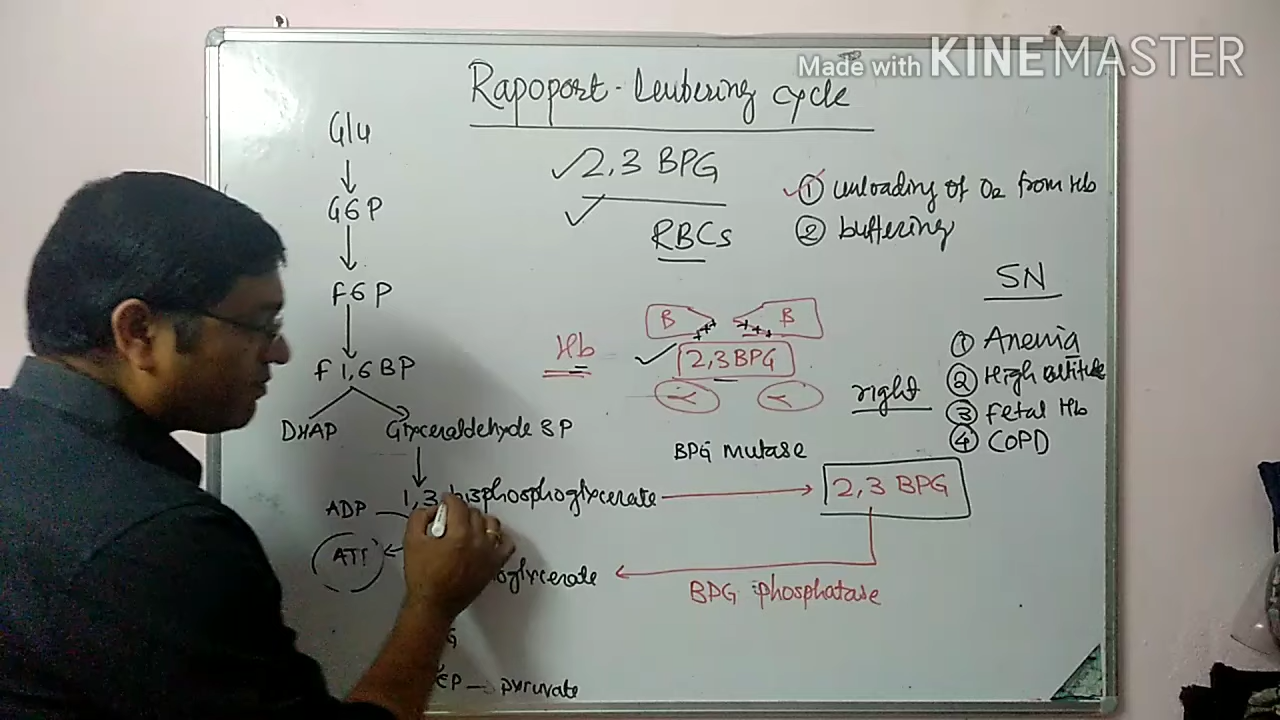 Made with KINEMASTER
Rapoport-Leubering cycle
Glu
G6P
F6P
F1,6BP
DHAP
Glyceraldehyde 3P
1,3 bisphosphoglycerate
ADP
ATP
pyruvate
2,3 BPG
RBCs
① unloading of O2 from Hb
② buffering
Hb
B
B
2,3 BPG
right
SN
① Anemia
② High altitude
③ Fetal Hb
④ COPD
BPG mutase
2,3 BPG
BPG phosphatase